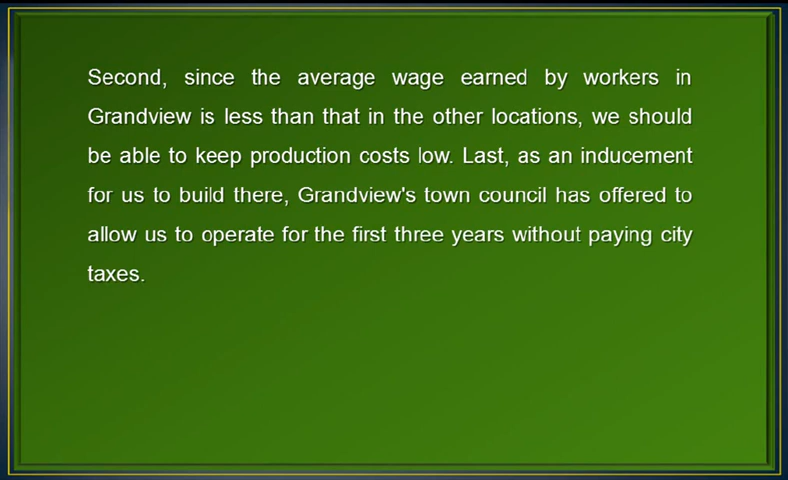 Second, since the average wage earned by workers in
Grandview is less than that in the other locations, we should
be able to keep production costs low. Last, as an inducement
for us to build there, Grandview's town council has offered to
allow us to operate for the first three years without paying city
taxes.